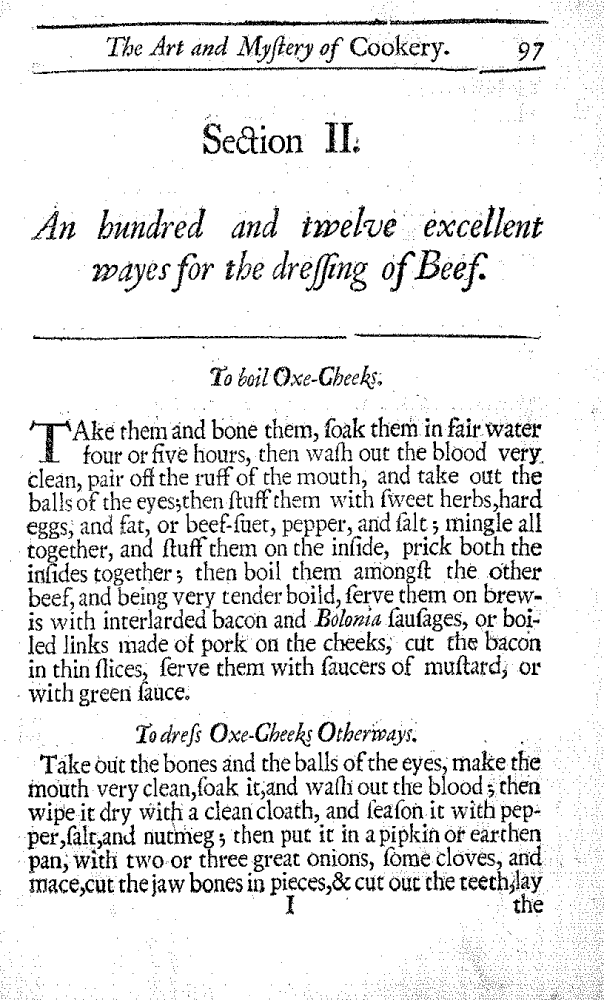 The Art and Myſtery of Cookery. 97
Section II.
An hundred and twelve excellent
wayes for the dreſſing of Beef.
To boil Oxe-Cheeks.
TAke them and bone them, ſoak them in fair water
four or five hours, then waſh out the blood very
clean, pair off the ruff of the mouth, and take out the
balls of the eyes; then ſtuff them with ſweet herbs, hard
eggs, and fat, or beef-ſuet, pepper, and ſalt; mingle all
together, and ſtuff them on the inſide, prick both the
inſides together; then boil them amongſt the other
beef, and being very tender boild, ſerve them on brew-
is with interlarded bacon and Bolonia ſauſages, or boi-
led links made of pork on the cheeks, cut the bacon
in thin ſlices, ſerve them with ſaucers of muſtard, or
with green ſauce.
To dreſs Oxe-Cheeks Otherways.
Take out the bones and the balls of the eyes, make the
mouth very clean, ſoak it, and waſh out the blood; then
wipe it dry with a clean cloath, and ſeaſon it with pep-
per, ſalt, and nutmeg; then put it in a pipkin or earthen
pan, with two or three great onions, ſome cloves, and
mace, cut the jaw bones in pieces, & cut out the teeth, lay
I the